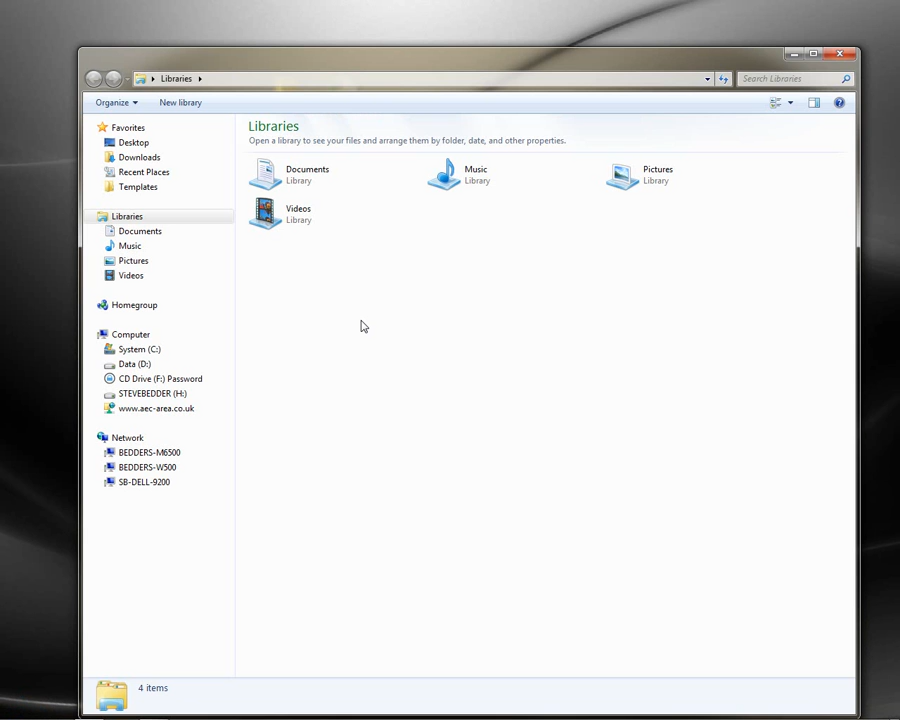 Libraries
Search Libraries
Organize
New library
Favorites
Desktop
Downloads
Recent Places
Templates
Libraries
Documents
Music
Pictures
Videos
Homegroup
Computer
System (C:)
Data (D:)
CD Drive (F:) Password
STEVEBEDDER (H:)
www.aec-area.co.uk
Network
BEDDERS-M6500
BEDDERS-W500
SB-DELL-9200
Libraries
Open a library to see your files and arrange them by folder, date, and other properties.
Documents
Library
Music
Library
Pictures
Library
Videos
Library
4 items